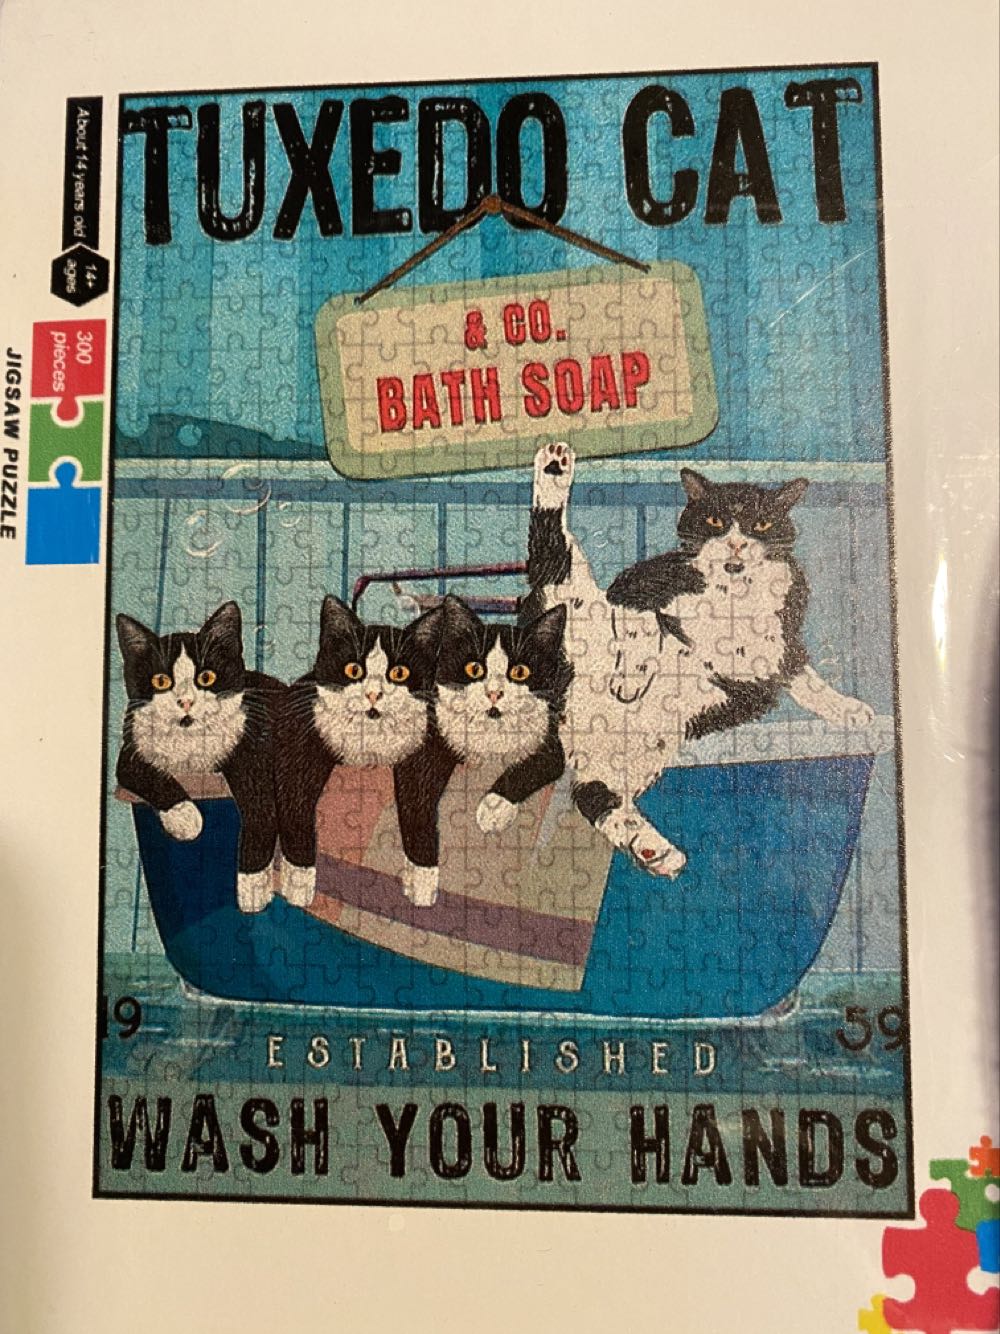 TUXEDO CAT
& CO.
BATH SOAP
19 59
ESTABLISHED
WASH YOUR HANDS
About 14 years old
14+
ages
300
pieces
JIGSAW PUZZLE